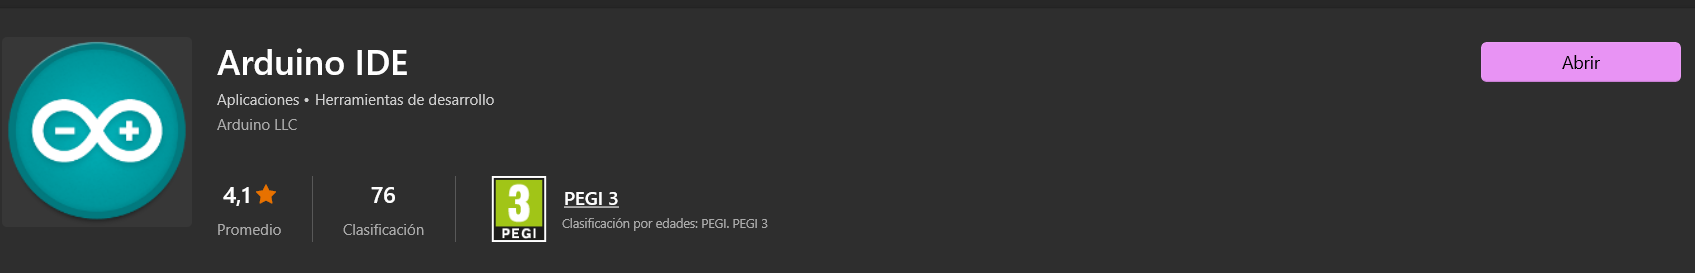 Arduino IDE
Abrir
Aplicaciones • Herramientas de desarrollo
Arduino LLC
4,1
Promedio
76
Clasificación
3
PEGI
PEGI 3
Clasificación por edades: PEGI. PEGI 3